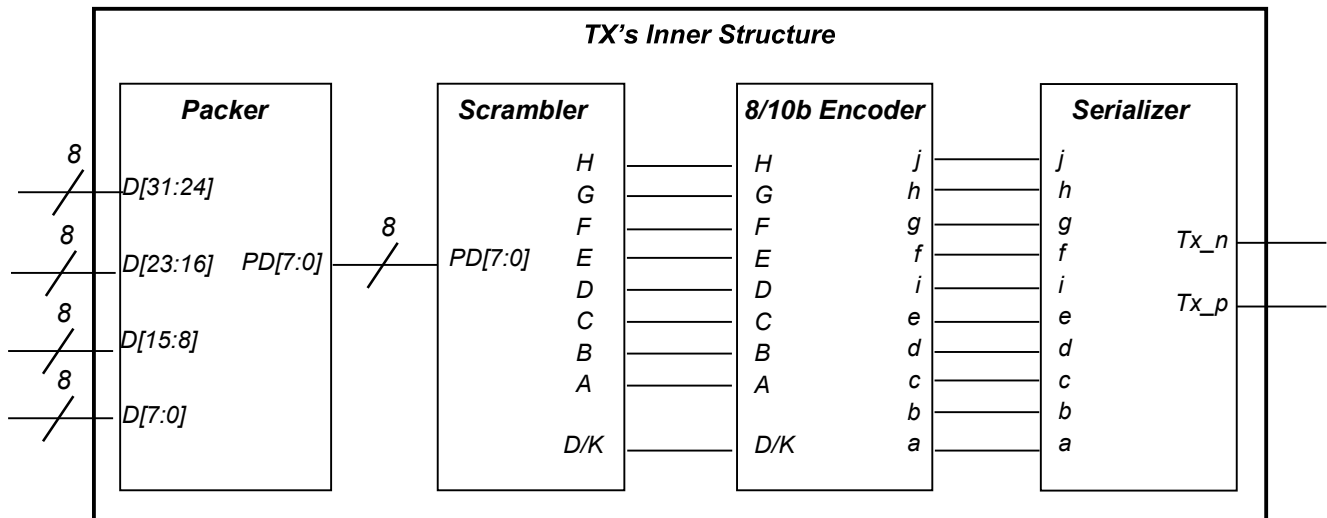 TX's Inner Structure
Packer
8
D[31:24]
8
D[23:16]
8
D[15:8]
8
D[7:0]
PD[7:0]
8
Scrambler
PD[7:0]
H
G
F
E
D
C
B
A
D/K
8/10b Encoder
H
G
F
E
D
C
B
A
D/K
j
h
g
f
i
e
d
c
b
a
Serializer
j
h
g
f
i
e
d
c
b
a
Tx_n
Tx_p